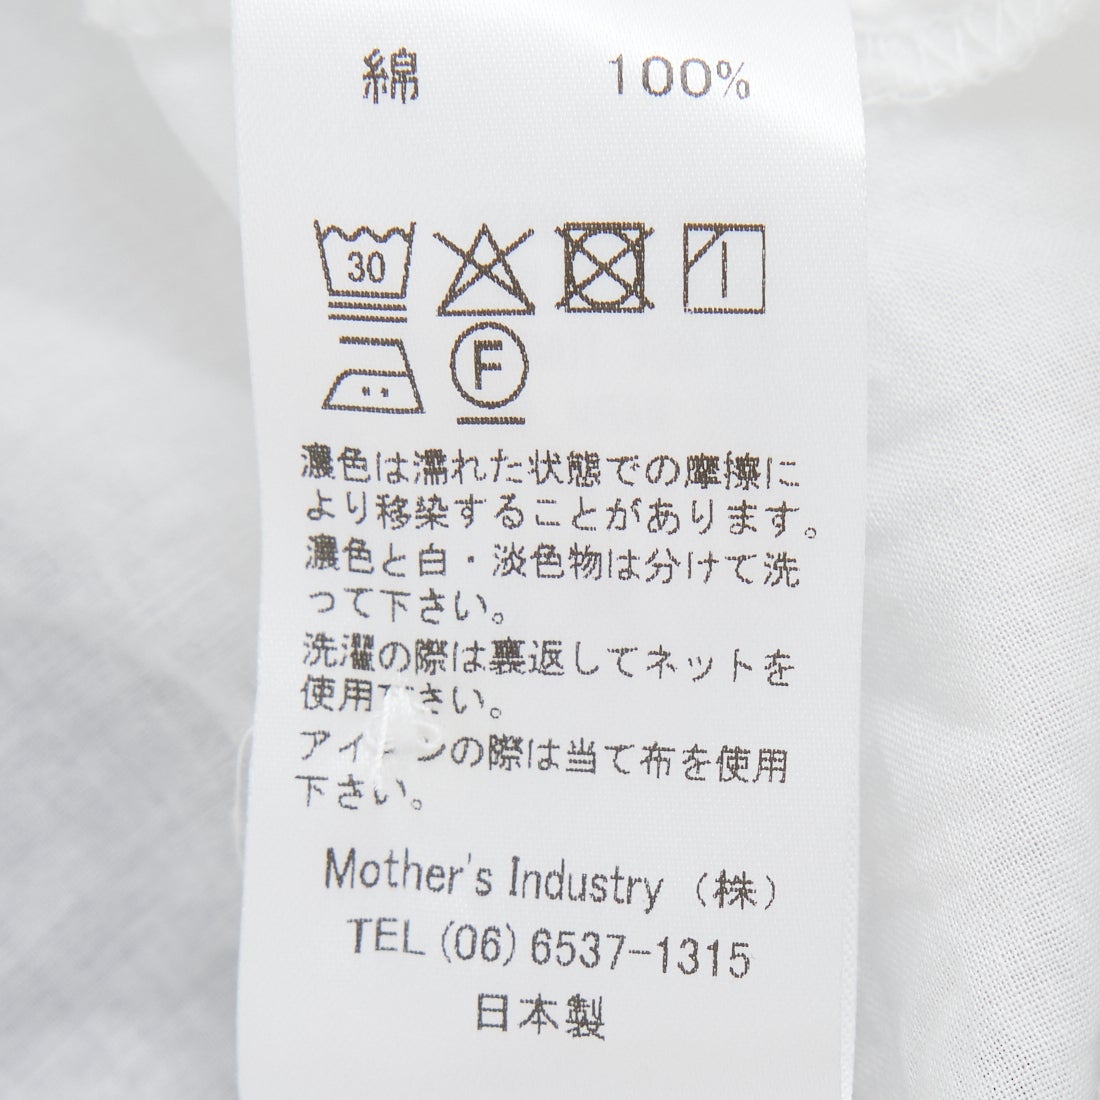 綿 100%
30
F
濃色は濡れた状態での摩擦に
より移染することがあります。
濃色と白・淡色物は分けて洗
って下さい。
洗濯の際は裏返してネットを
使用下さい。
アイロンの際は当て布を使用
下さい。
Mother's Industry (株)
TEL (06) 6537-1315
日本製